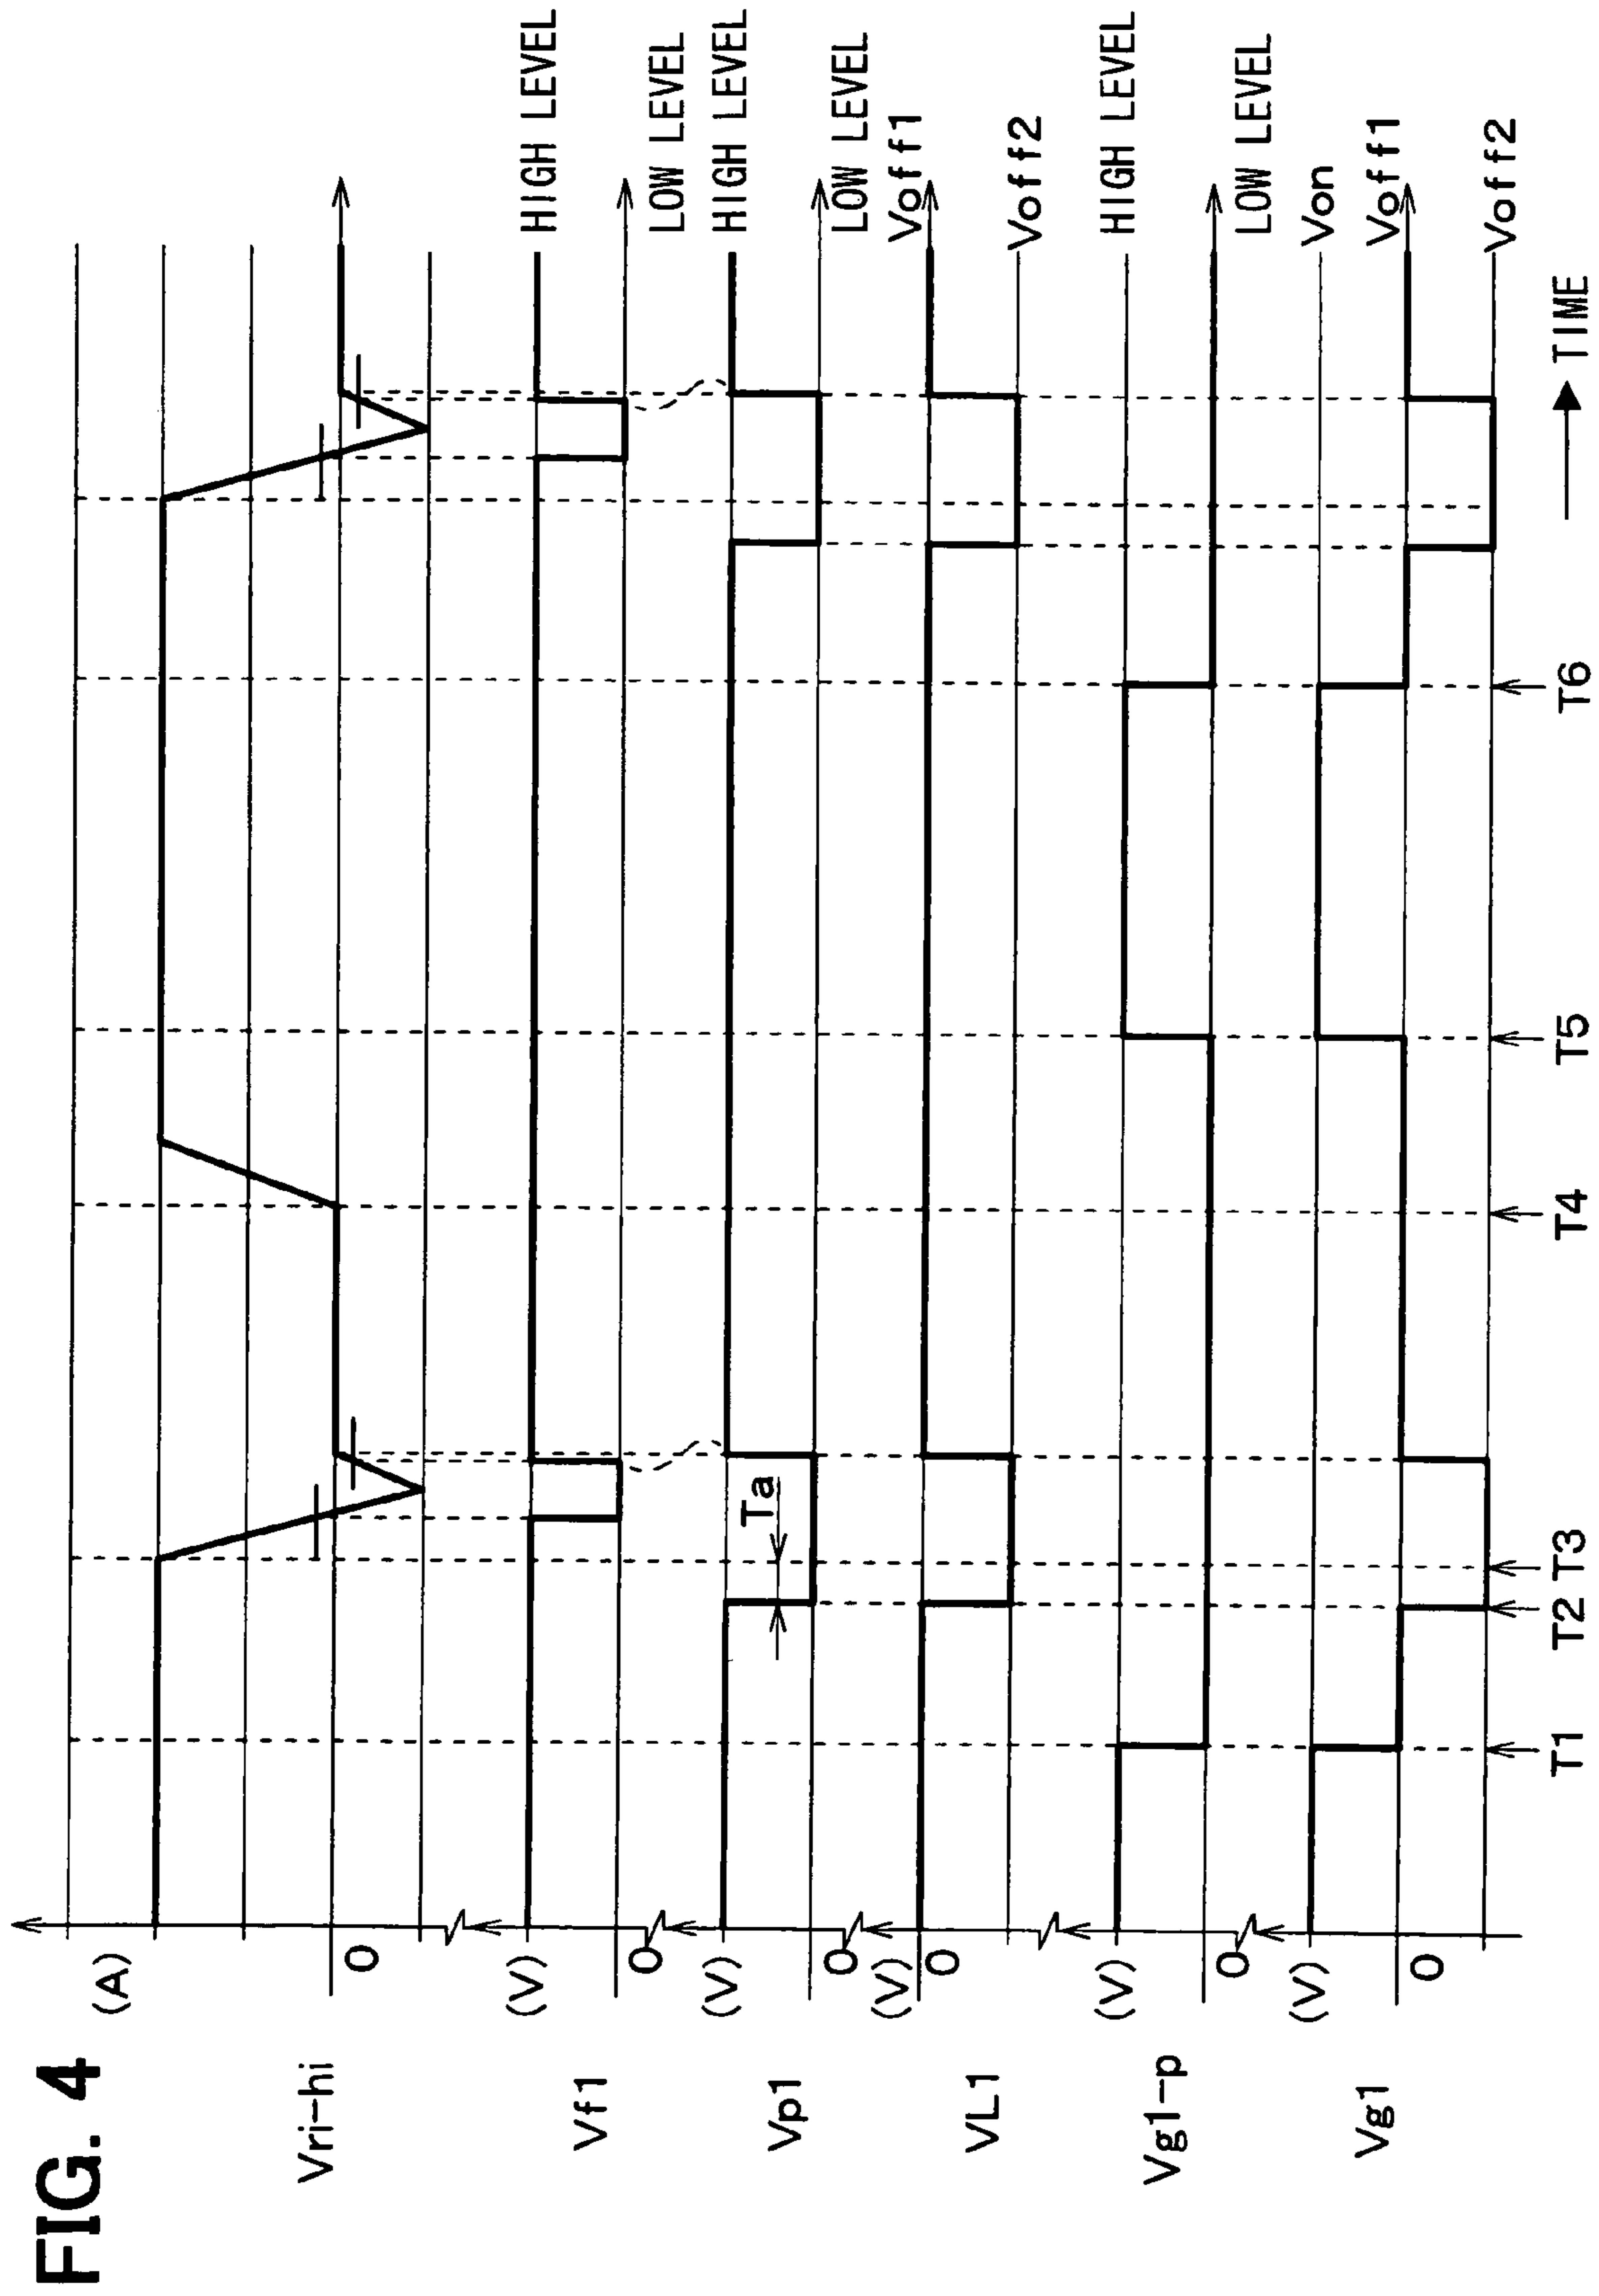 FIG. 4
Vri-hi
(A)
0
Vf1
(V)
0
HIGH LEVEL
LOW LEVEL
Vp1
(V)
0
Ta
HIGH LEVEL
LOW LEVEL
VL1
(V)
0
Voff1
Voff2
Vg1-p
(V)
0
HIGH LEVEL
LOW LEVEL
Vg1
(V)
0
Von
Voff1
Voff2
T1 T2 T3 T4 T5 T6
TIME